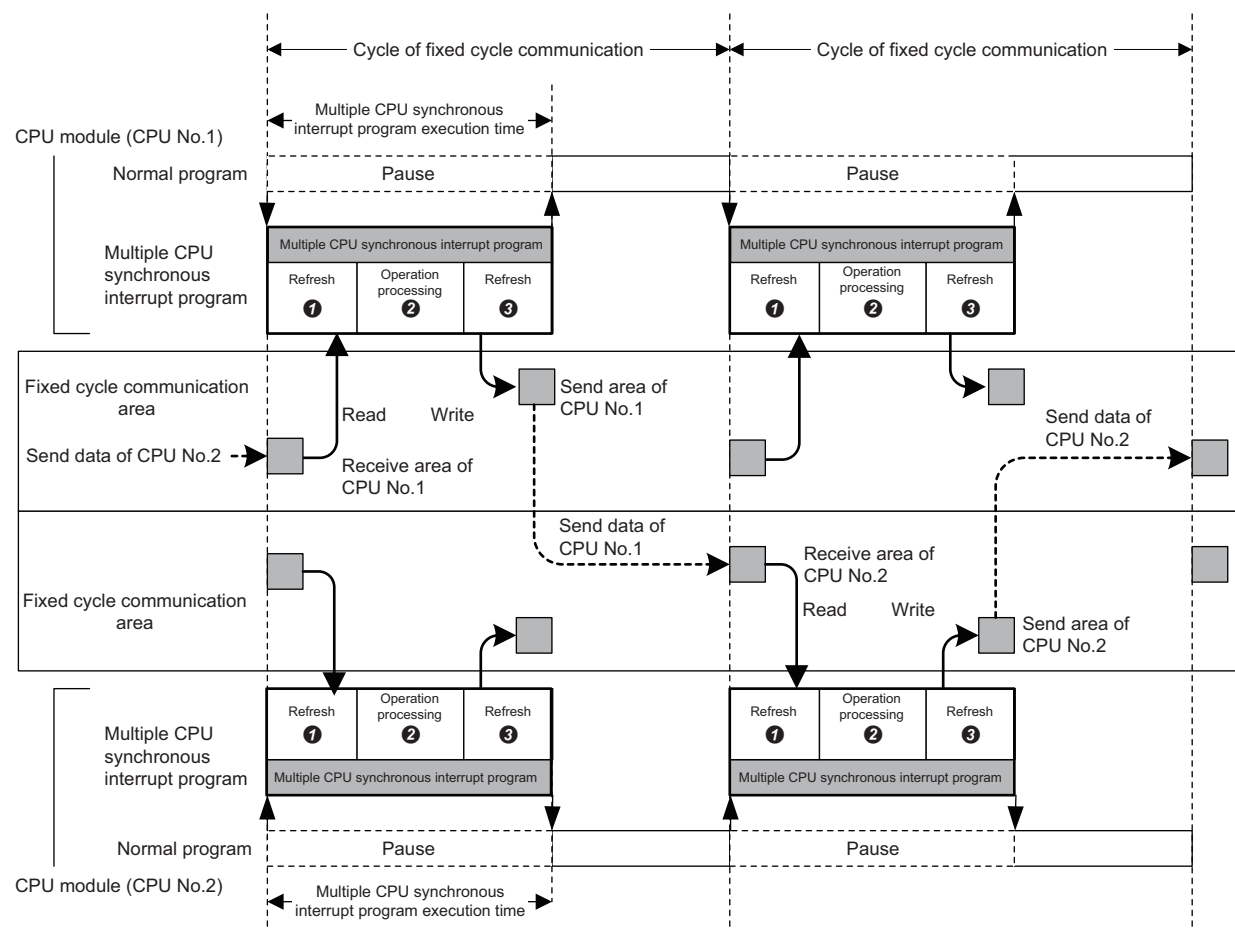 Cycle of fixed cycle communication
Cycle of fixed cycle communication
Multiple CPU synchronous
interrupt program execution time
CPU module (CPU No.1)
Normal program
Pause
Pause
Multiple CPU
synchronous
interrupt program
Multiple CPU synchronous interrupt program
Refresh
1
Operation
processing
2
Refresh
3
Multiple CPU synchronous interrupt program
Refresh
1
Operation
processing
2
Refresh
3
Fixed cycle communication
area
Send area of
CPU No.1
Read
Write
Send data of
CPU No.2
Send data of CPU No.2
Receive area of
CPU No.1
Send data of
CPU No.1
Receive area of
CPU No.2
Fixed cycle communication
area
Read
Write
Send area of
CPU No.2
Multiple CPU
synchronous
interrupt program
Refresh
1
Operation
processing
2
Refresh
3
Multiple CPU synchronous interrupt program
Refresh
1
Operation
processing
2
Refresh
3
Multiple CPU synchronous interrupt program
Normal program
Pause
Pause
CPU module (CPU No.2)
Multiple CPU synchronous
interrupt program execution time